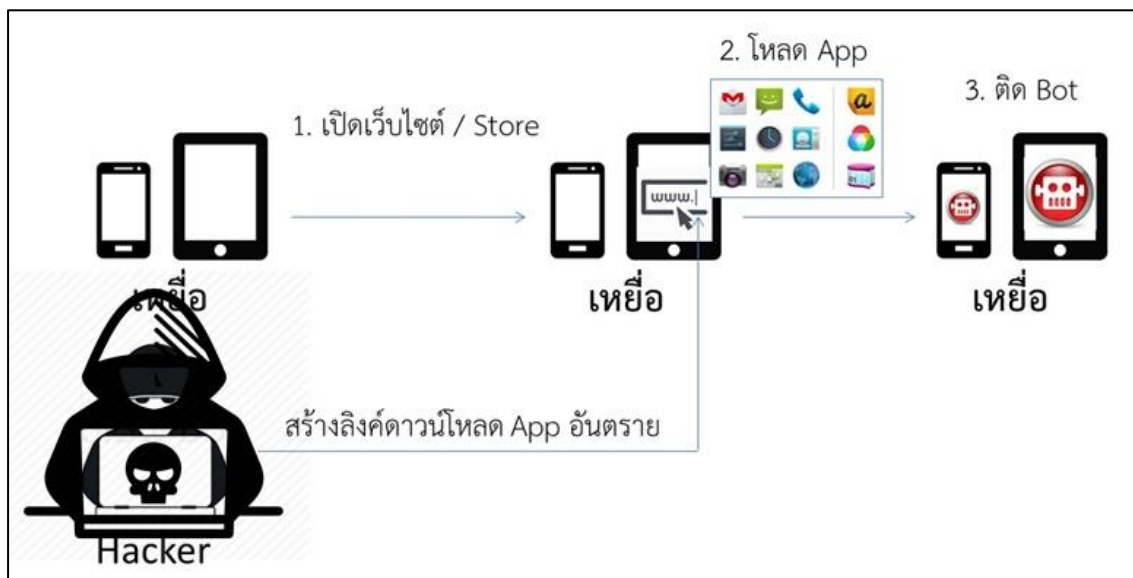 2. โหลด App
3. ติด Bot
1. เปิดเว็บไซต์ / Store
www.
เหยื่อ
เหยื่อ
เหยื่อ
สร้างลิงค์ดาวน์โหลด App อันตราย
Hacker